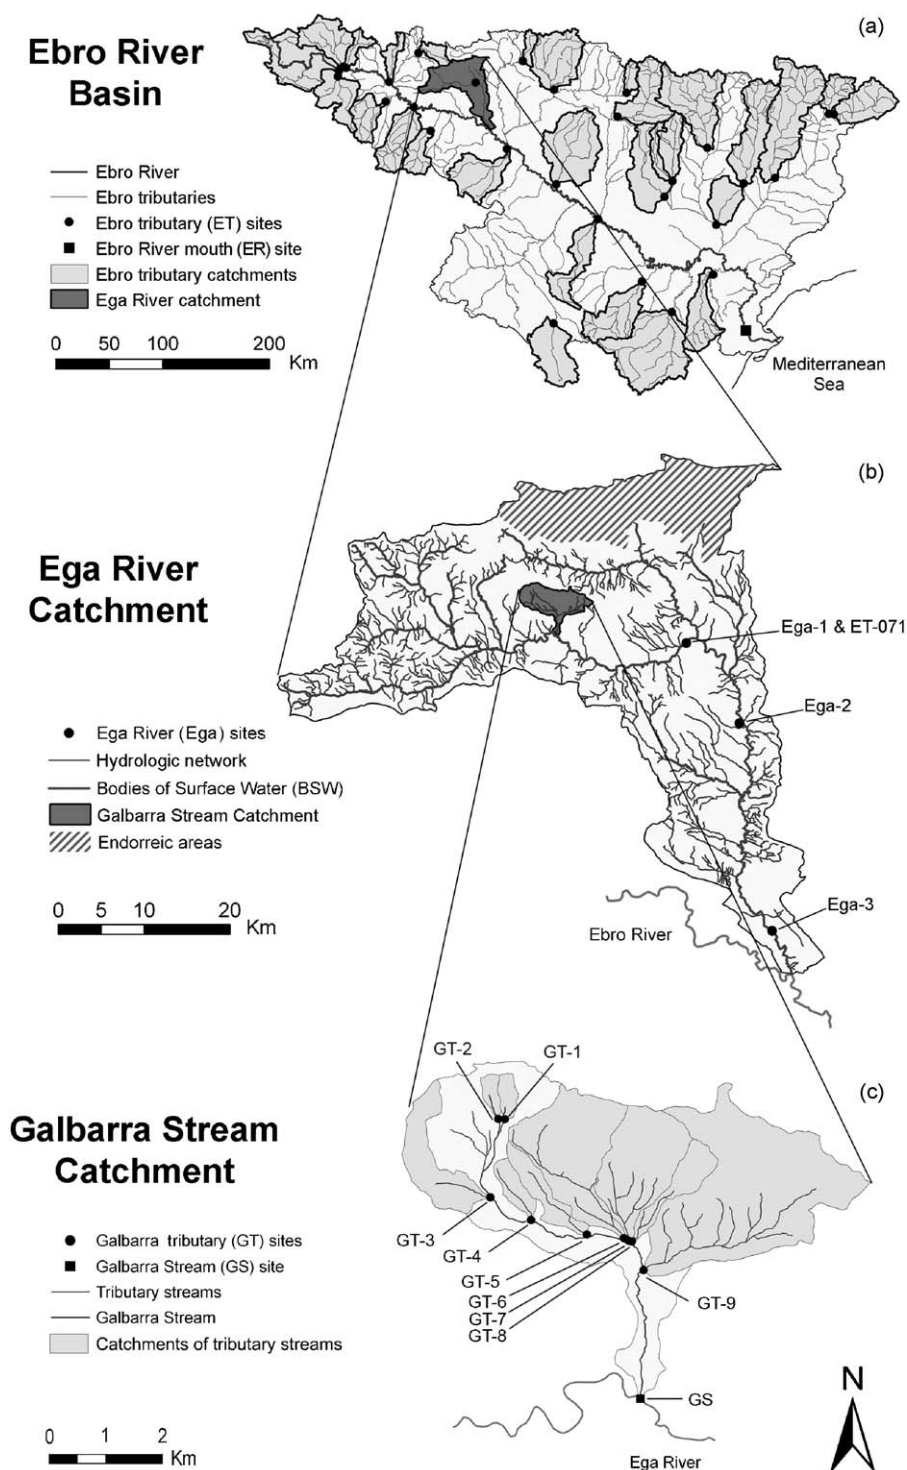 (a)
Ebro River
Basin
Ebro River
Ebro tributaries
Ebro tributary (ET) sites
Ebro River mouth (ER) site
Ebro tributary catchments
Ega River catchment
0 50 100 200
Km
Mediterranean
Sea
(b)
Ega River
Catchment
Ega-1 & ET-071
Ega-2
Ega River (Ega) sites
Hydrologic network
Bodies of Surface Water (BSW)
Galbarra Stream Catchment
Endorreic areas
0 5 10 20
Km
Ega-3
Ebro River
GT-2 GT-1
(c)
Galbarra Stream
Catchment
GT-3
GT-4
GT-5
GT-6
GT-7
GT-8
GT-9
Galbarra tributary (GT) sites
Galbarra Stream (GS) site
Tributary streams
Galbarra Stream
Catchments of tributary streams
GS
N
0 1 2
Km
Ega River